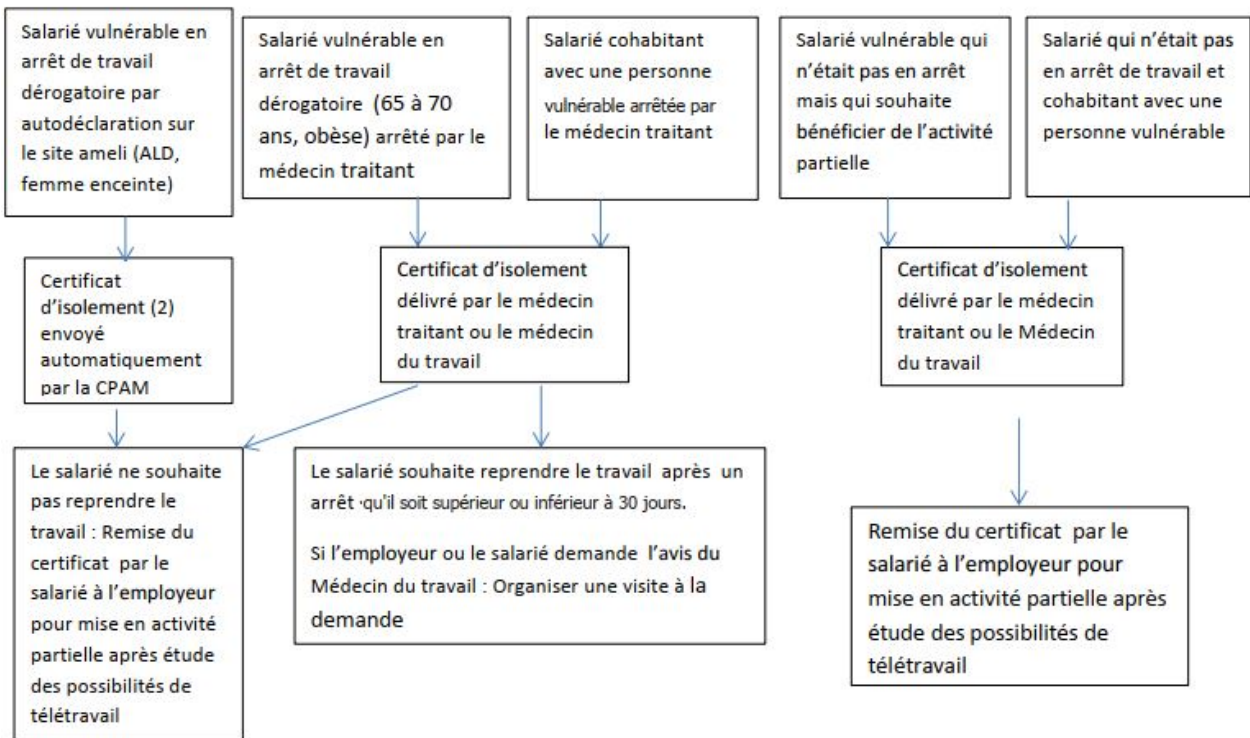 Salarié vulnérable en
arrêt de travail
dérogatoire par
autodéclaration sur
le site ameli (ALD,
femme enceinte)
Salarié vulnérable en
arrêt de travail
dérogatoire (65 à 70
ans, obèse) arrêté par le
médecin traitant
Salarié cohabitant
avec une personne
vulnérable arrêtée par
le médecin traitant
Salarié vulnérable qui
n’était pas en arrêt
mais qui souhaite
bénéficier de l’activité
partielle
Salarié qui n’était pas
en arrêt de travail et
cohabitant avec une
personne vulnérable
Certificat
d’isolement (2)
envoyé
automatiquement
par la CPAM
Certificat d’isolement
délivré par le médecin
traitant ou le médecin
du travail
Certificat d’isolement
délivré par le médecin
traitant ou le Médecin
du travail
Le salarié ne souhaite
pas reprendre le
travail : Remise du
certificat par le
salarié à l’employeur
pour mise en activité
partielle après étude
des possibilités de
télétravail
Le salarié souhaite reprendre le travail après un
arrêt ·qu'il soit supérieur ou inférieur à 30 jours.
Si l’employeur ou le salarié demande l’avis du
Médecin du travail : Organiser une visite à la
demande
Remise du certificat par le
salarié à l’employeur pour
mise en activité partielle après
étude des possibilités de
télétravail